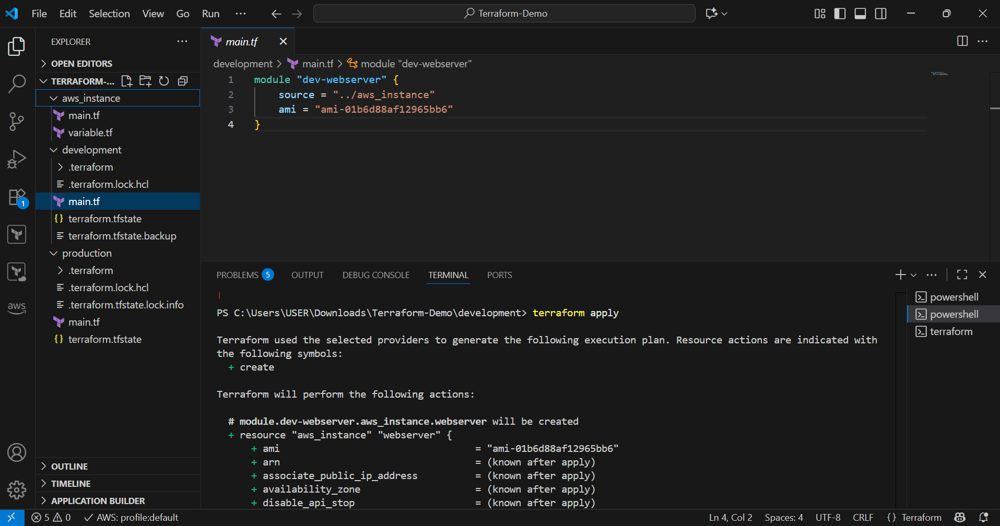 File Edit Selection View Go Run ··· Terraform-Demo
EXPLORER ···
OPEN EDITORS
TERRAFORM-...
aws_instance
main.tf
variable.tf
development
.terraform
.terraform.lock.hcl
main.tf
terraform.tfstate
terraform.tfstate.backup
production
.terraform
.terraform.lock.hcl
.terraform.tfstate.lock.info
main.tf
terraform.tfstate
OUTLINE
TIMELINE
APPLICATION BUILDER
1
aws
main.tf
development > main.tf > module "dev-webserver"
1 module "dev-webserver" {
2 source = "../aws_instance"
3 ami = "ami-01b6d88af12965bb6"
4 }
PROBLEMS 5 OUTPUT DEBUG CONSOLE TERMINAL PORTS
PS C:\Users\USER\Downloads\Terraform-Demo\development> terraform apply
Terraform used the selected providers to generate the following execution plan. Resource actions are indicated with
the following symbols:
+ create
Terraform will perform the following actions:
# module.dev-webserver.aws_instance.webserver will be created
+ resource "aws_instance" "webserver" {
+ ami = "ami-01b6d88af12965bb6"
+ arn = (known after apply)
+ associate_public_ip_address = (known after apply)
+ availability_zone = (known after apply)
+ disable_api_stop = (known after apply)
powershell
powershell
terraform
5 0 AWS: profile:default Ln 4, Col 2 Spaces: 4 UTF-8 CRLF {} Terraform